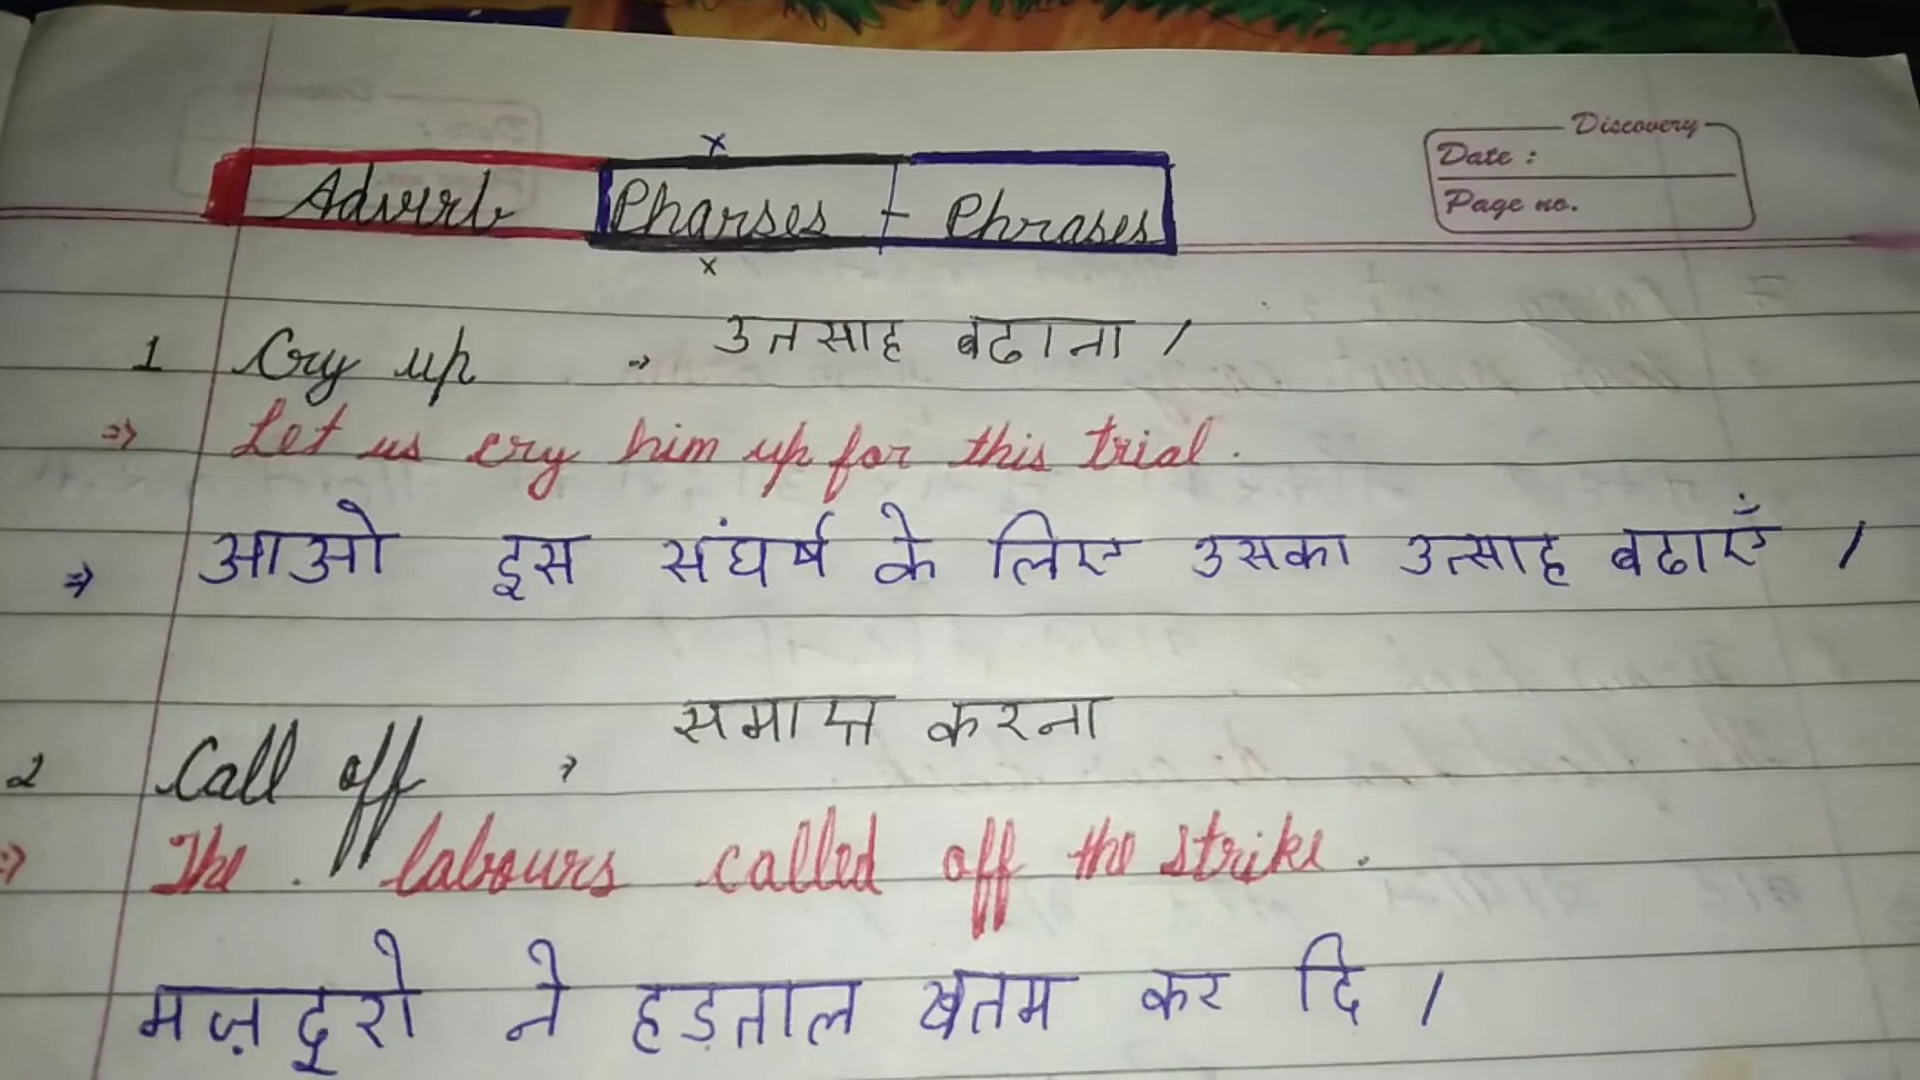 Discovery
Date :
Page no.
Adverb Pharses - Phrases
1 Cry up → उतसाह बढाना /
⇒ Let us cry him up for this trial.
⇒ आओ इस संघर्ष के लिए उसका उत्साह बढाएँ /
2 Call off → समाप्त करना
⇒ The . labours called off the strike.
मज़दूरो ने हड़ताल खतम कर दि /